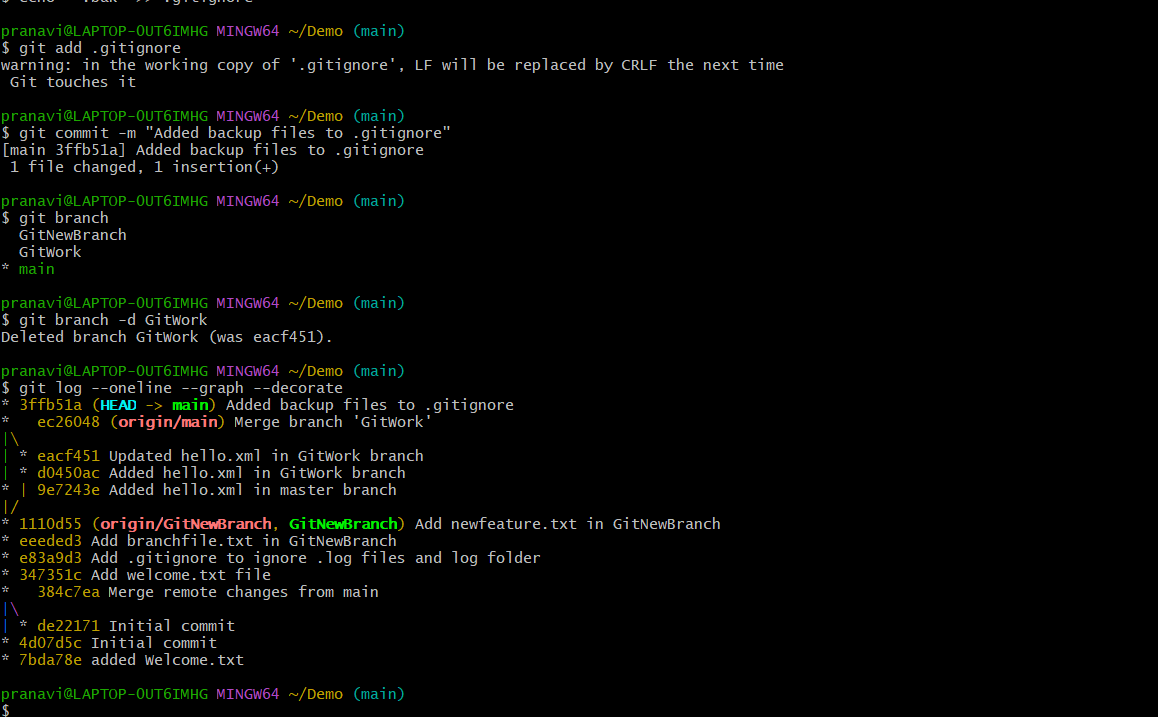 pranavi@LAPTOP-OUT6IMHG MINGW64 ~/Demo (main)
$ git add .gitignore
warning: in the working copy of '.gitignore', LF will be replaced by CRLF the next time
 Git touches it

pranavi@LAPTOP-OUT6IMHG MINGW64 ~/Demo (main)
$ git commit -m "Added backup files to .gitignore"
[main 3ffb51a] Added backup files to .gitignore
 1 file changed, 1 insertion(+)

pranavi@LAPTOP-OUT6IMHG MINGW64 ~/Demo (main)
$ git branch
  GitNewBranch
  GitWork
* main

pranavi@LAPTOP-OUT6IMHG MINGW64 ~/Demo (main)
$ git branch -d GitWork
Deleted branch GitWork (was eacf451).

pranavi@LAPTOP-OUT6IMHG MINGW64 ~/Demo (main)
$ git log --oneline --graph --decorate
* 3ffb51a (HEAD -> main) Added backup files to .gitignore
*   ec26048 (origin/main) Merge branch 'GitWork'
|\
| * eacf451 Updated hello.xml in GitWork branch
| * d0450ac Added hello.xml in GitWork branch
* | 9e7243e Added hello.xml in master branch
|/
* 1110d55 (origin/GitNewBranch, GitNewBranch) Add newfeature.txt in GitNewBranch
* eeeded3 Add branchfile.txt in GitNewBranch
* e83a9d3 Add .gitignore to ignore .log files and log folder
* 347351c Add welcome.txt file
*   384c7ea Merge remote changes from main
|\
| * de22171 Initial commit
* 4d07d5c Initial commit
* 7bda78e added Welcome.txt

pranavi@LAPTOP-OUT6IMHG MINGW64 ~/Demo (main)
$